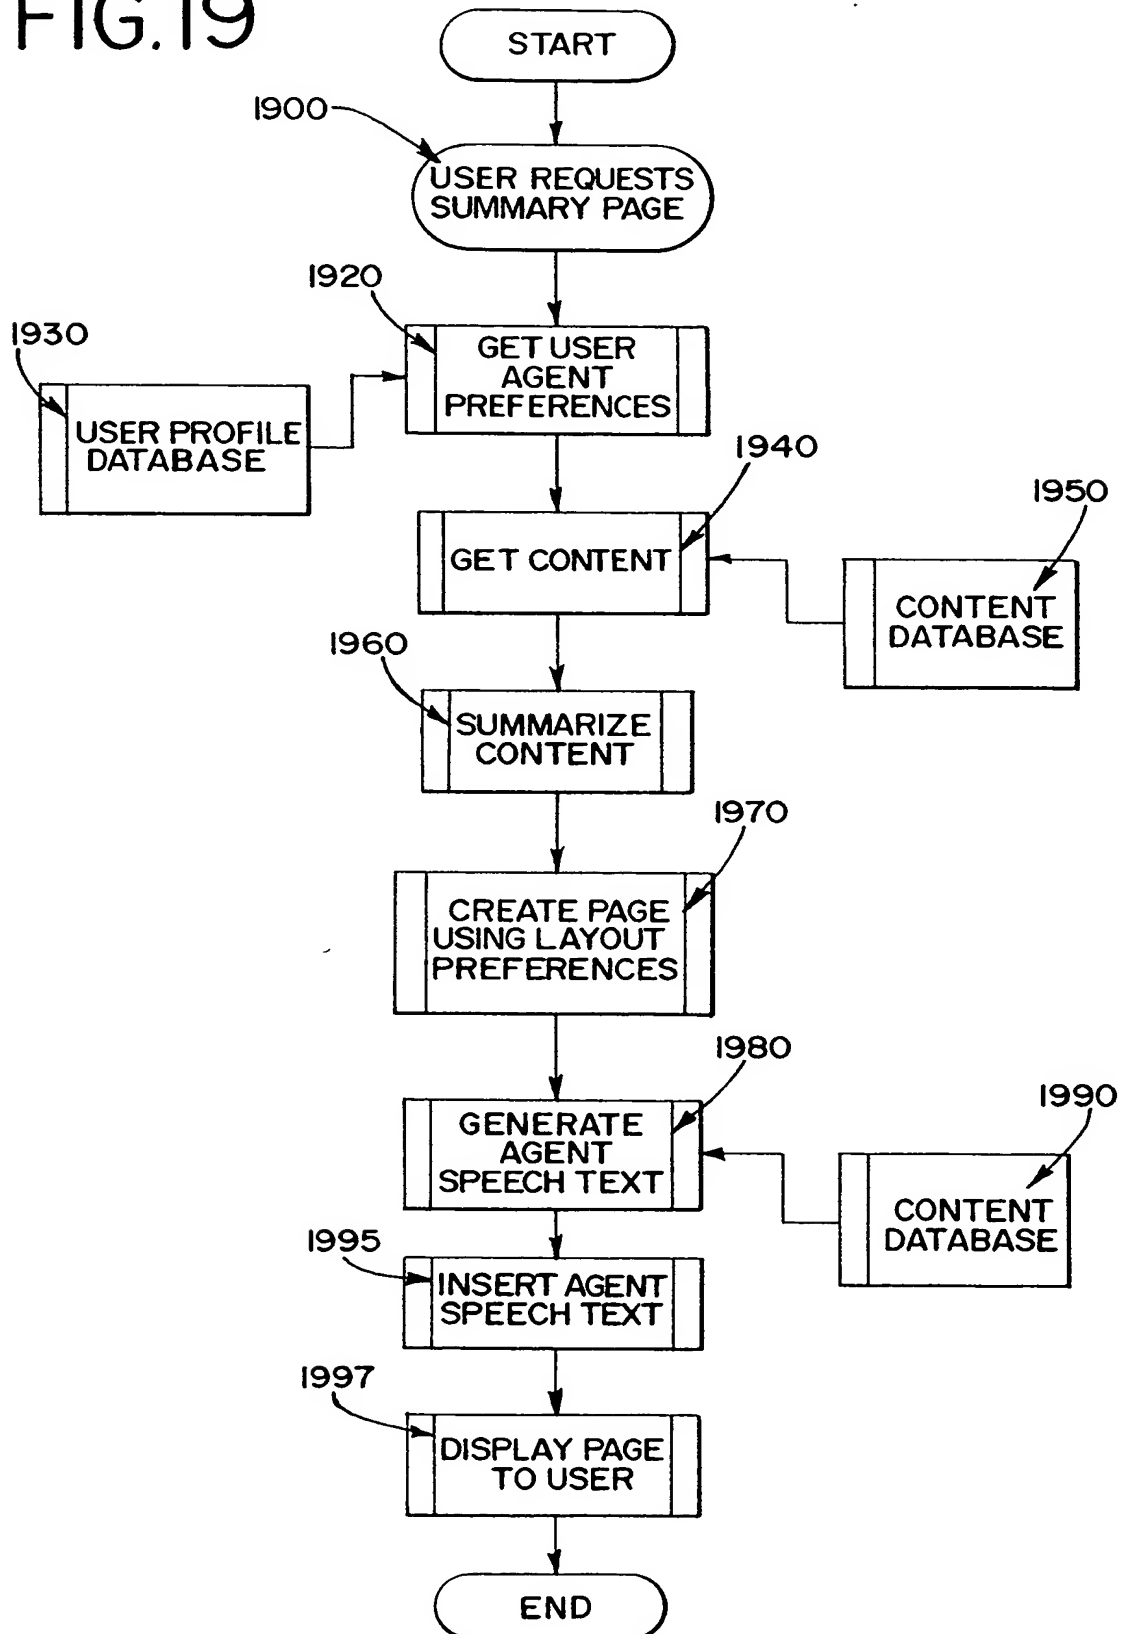 FIG.19
START
1900
USER REQUESTS
SUMMARY PAGE
1920
GET USER
AGENT
PREFERENCES
1930
USER PROFILE
DATABASE
1940
GET CONTENT
1950
CONTENT
DATABASE
1960
SUMMARIZE
CONTENT
1970
CREATE PAGE
USING LAYOUT
PREFERENCES
1980
GENERATE
AGENT
SPEECH TEXT
1990
CONTENT
DATABASE
1995
INSERT AGENT
SPEECH TEXT
1997
DISPLAY PAGE
TO USER
END